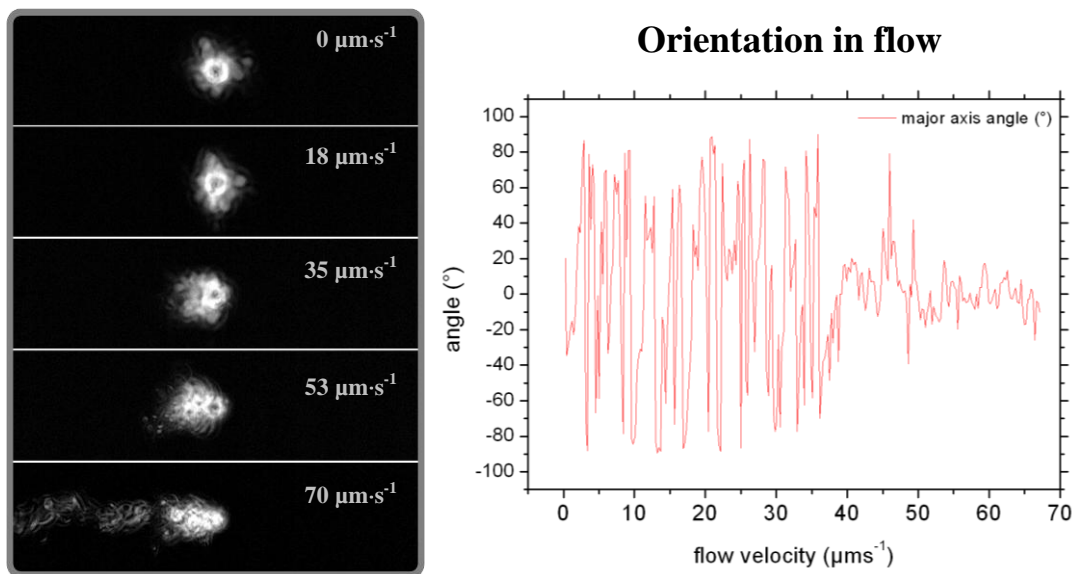 0 µm·s⁻¹
18 µm·s⁻¹
35 µm·s⁻¹
53 µm·s⁻¹
70 µm·s⁻¹
Orientation in flow
major axis angle (°)
angle (°)
100
80
60
40
20
0
-20
-40
-60
-80
-100
0 10 20 30 40 50 60 70
flow velocity (µms⁻¹)